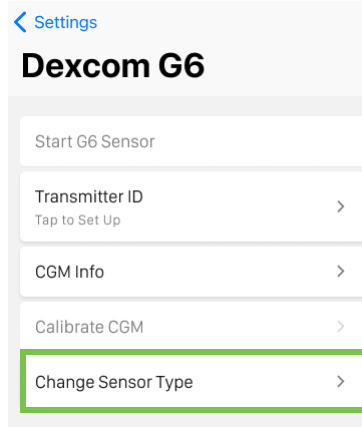 Settings
Dexcom G6
Start G6 Sensor
Transmitter ID
Tap to Set Up
CGM Info
Calibrate CGM
Change Sensor Type